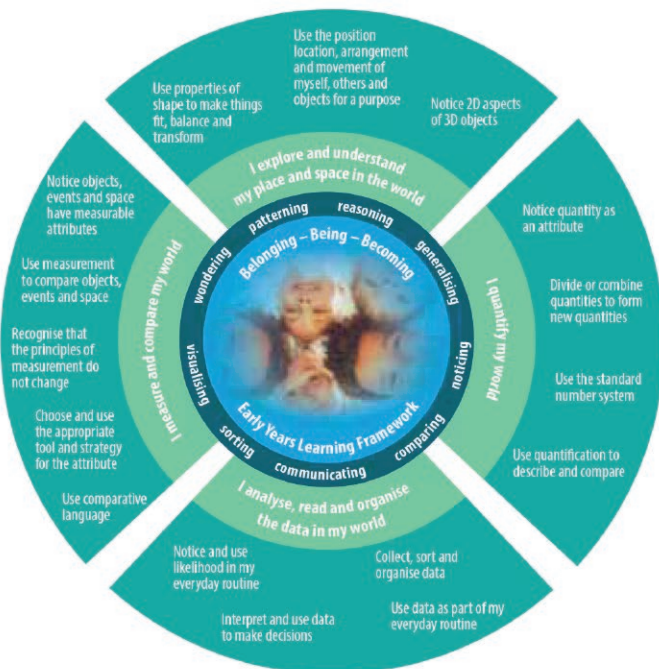 Use the position
location, arrangement
and movement of
myself, others and
objects for a purpose
Use properties of
shape to make things
fit, balance and
transform
Notice 2D aspects
of 3D objects
I explore and understand
my place and space in the world
Notice quantity as
an attribute
Divide or combine
quantities to form
new quantities
Use the standard
number system
Use quantification to
describe and compare
I quantify my world
Notice and use
likelihood in my
everyday routine
Interpret and use data
to make decisions
Collect, sort and
organise data
Use data as part of my
everyday routine
I analyse, read and organise
the data in my world
Notice objects,
events and space
have measurable
attributes
Use measurement
to compare objects,
events and space
Recognise that
the principles of
measurement do
not change
Choose and use
the appropriate
tool and strategy
for the attribute
Use comparative
language
I measure and compare my world
wondering
patterning
reasoning
generalising
noticing
comparing
communicating
sorting
visualising
Belonging – Being – Becoming
Early Years Learning Framework